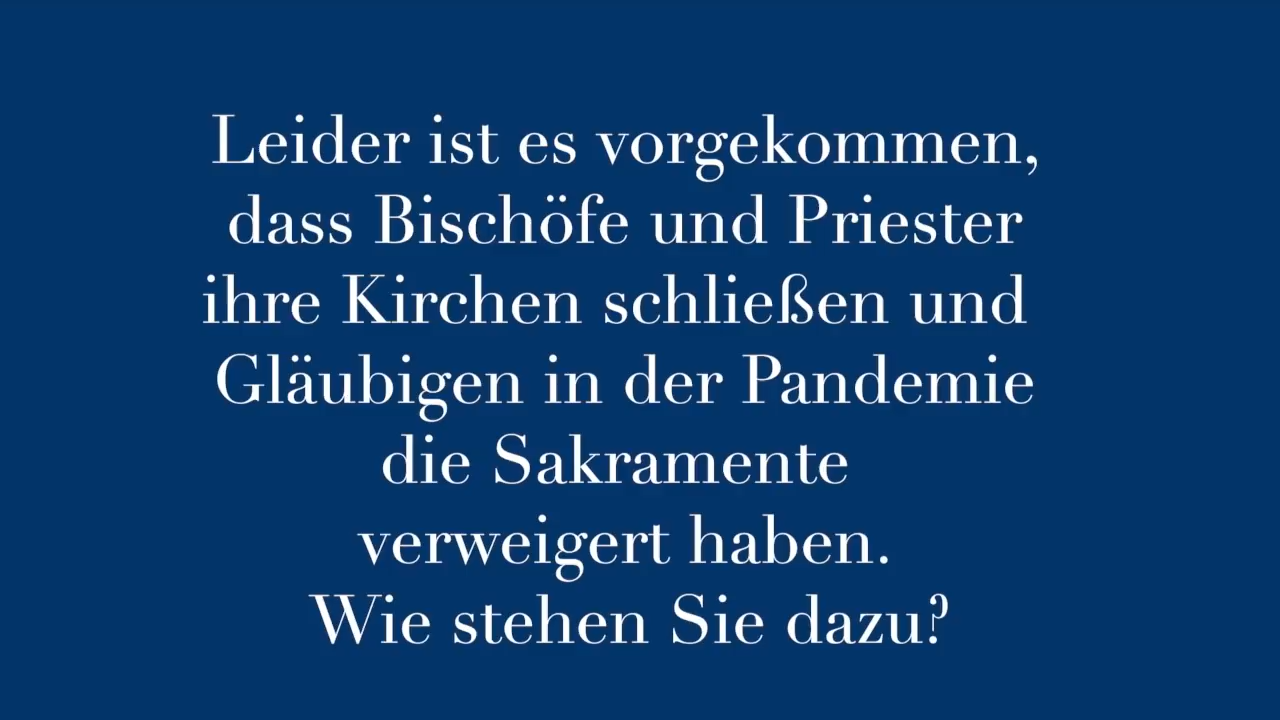 Leider ist es vorgekommen,
dass Bischöfe und Priester
ihre Kirchen schließen und
Gläubigen in der Pandemie
die Sakramente
verweigert haben.
Wie stehen Sie dazu?